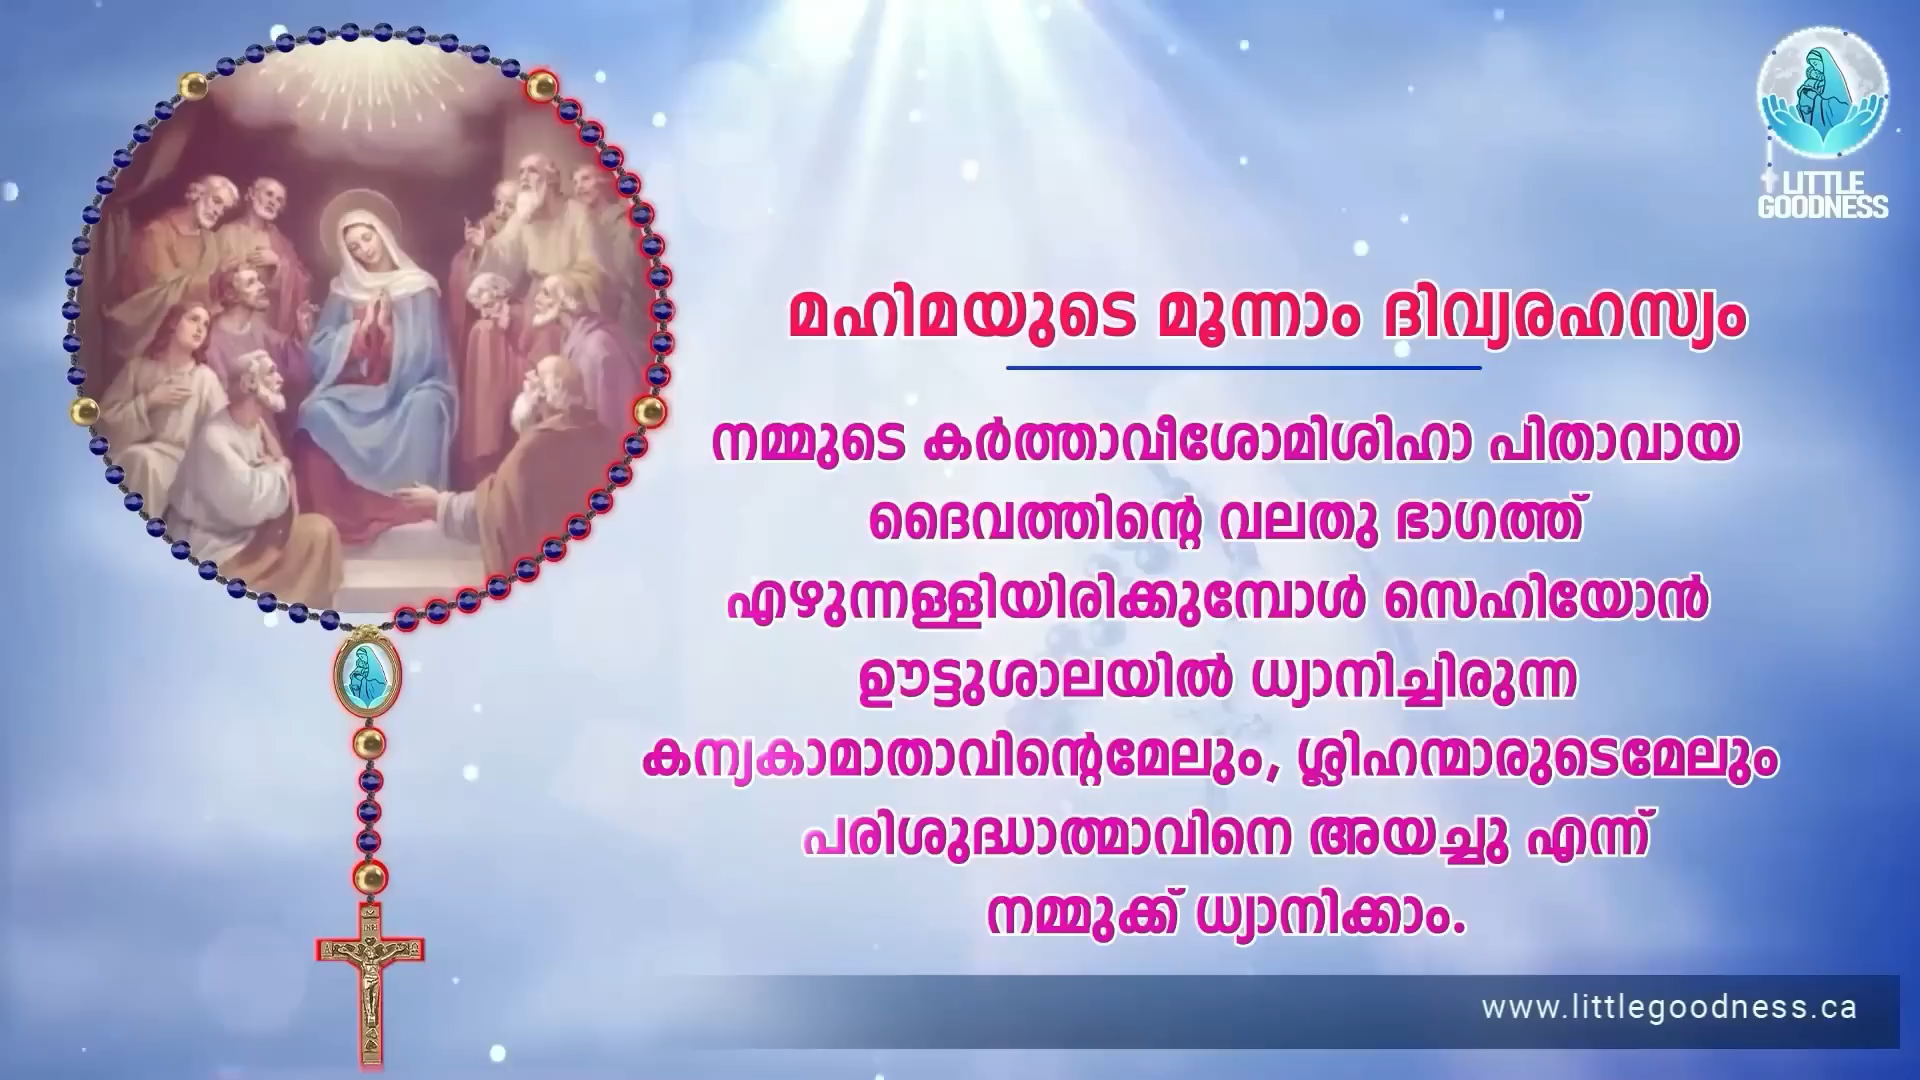 LITTLE
GOODNESS
മഹിമയുടെ മൂന്നാം ദിവ്യരഹസ്യം
നമ്മുടെ കർത്താവീശോമിശിഹാ പിതാവായ
ദൈവത്തിന്റെ വലതു ഭാഗത്ത്
എഴുന്നള്ളിയിരിക്കുമ്പോൾ സെഹിയോൻ
ഊട്ടുശാലയിൽ ധ്യാനിച്ചിരുന്ന
കന്യകാമാതാവിന്റെമേലും, ശ്ലിഹന്മാരുടെമേലും
പരിശുദ്ധാത്മാവിനെ അയച്ചു എന്ന്
നമ്മുക്ക് ധ്യാനിക്കാം.
www.littlegoodness.ca